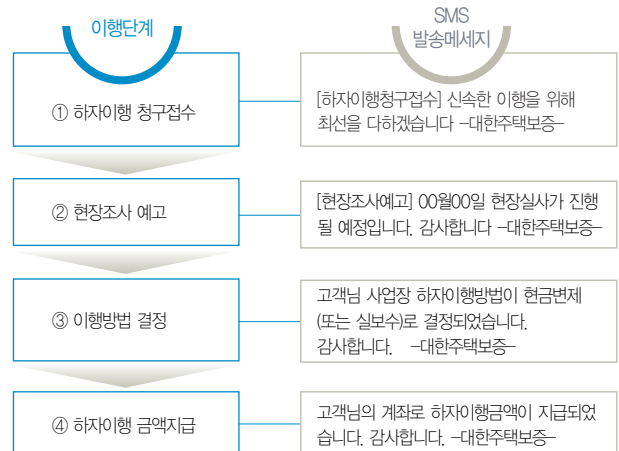 이행단계
SMS
발송메세지
① 하자이행 청구접수
[하자이행청구접수] 신속한 이행을 위해
최선을 다하겠습니다 -대한주택보증-
② 현장조사 예고
[현장조사예고] 00월00일 현장실사가 진행
될 예정입니다. 감사합니다 -대한주택보증-
③ 이행방법 결정
고객님 사업장 하자이행방법이 현금변제
(또는 실보수)로 결정되었습니다.
감사합니다. -대한주택보증-
④ 하자이행 금액지급
고객님의 계좌로 하자이행금액이 지급되었
습니다. 감사합니다. -대한주택보증-